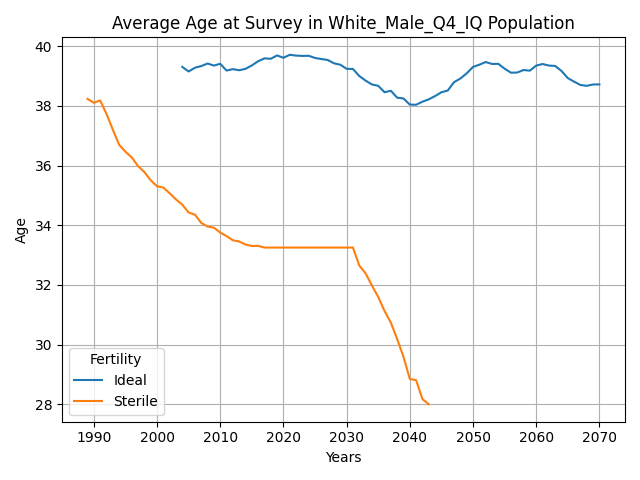 Average Age at Survey in White_Male_Q4_IQ Population
Age
40
38
36
34
32
30
28
Fertility
Ideal
Sterile
1990 2000 2010 2020 2030 2040 2050 2060 2070
Years